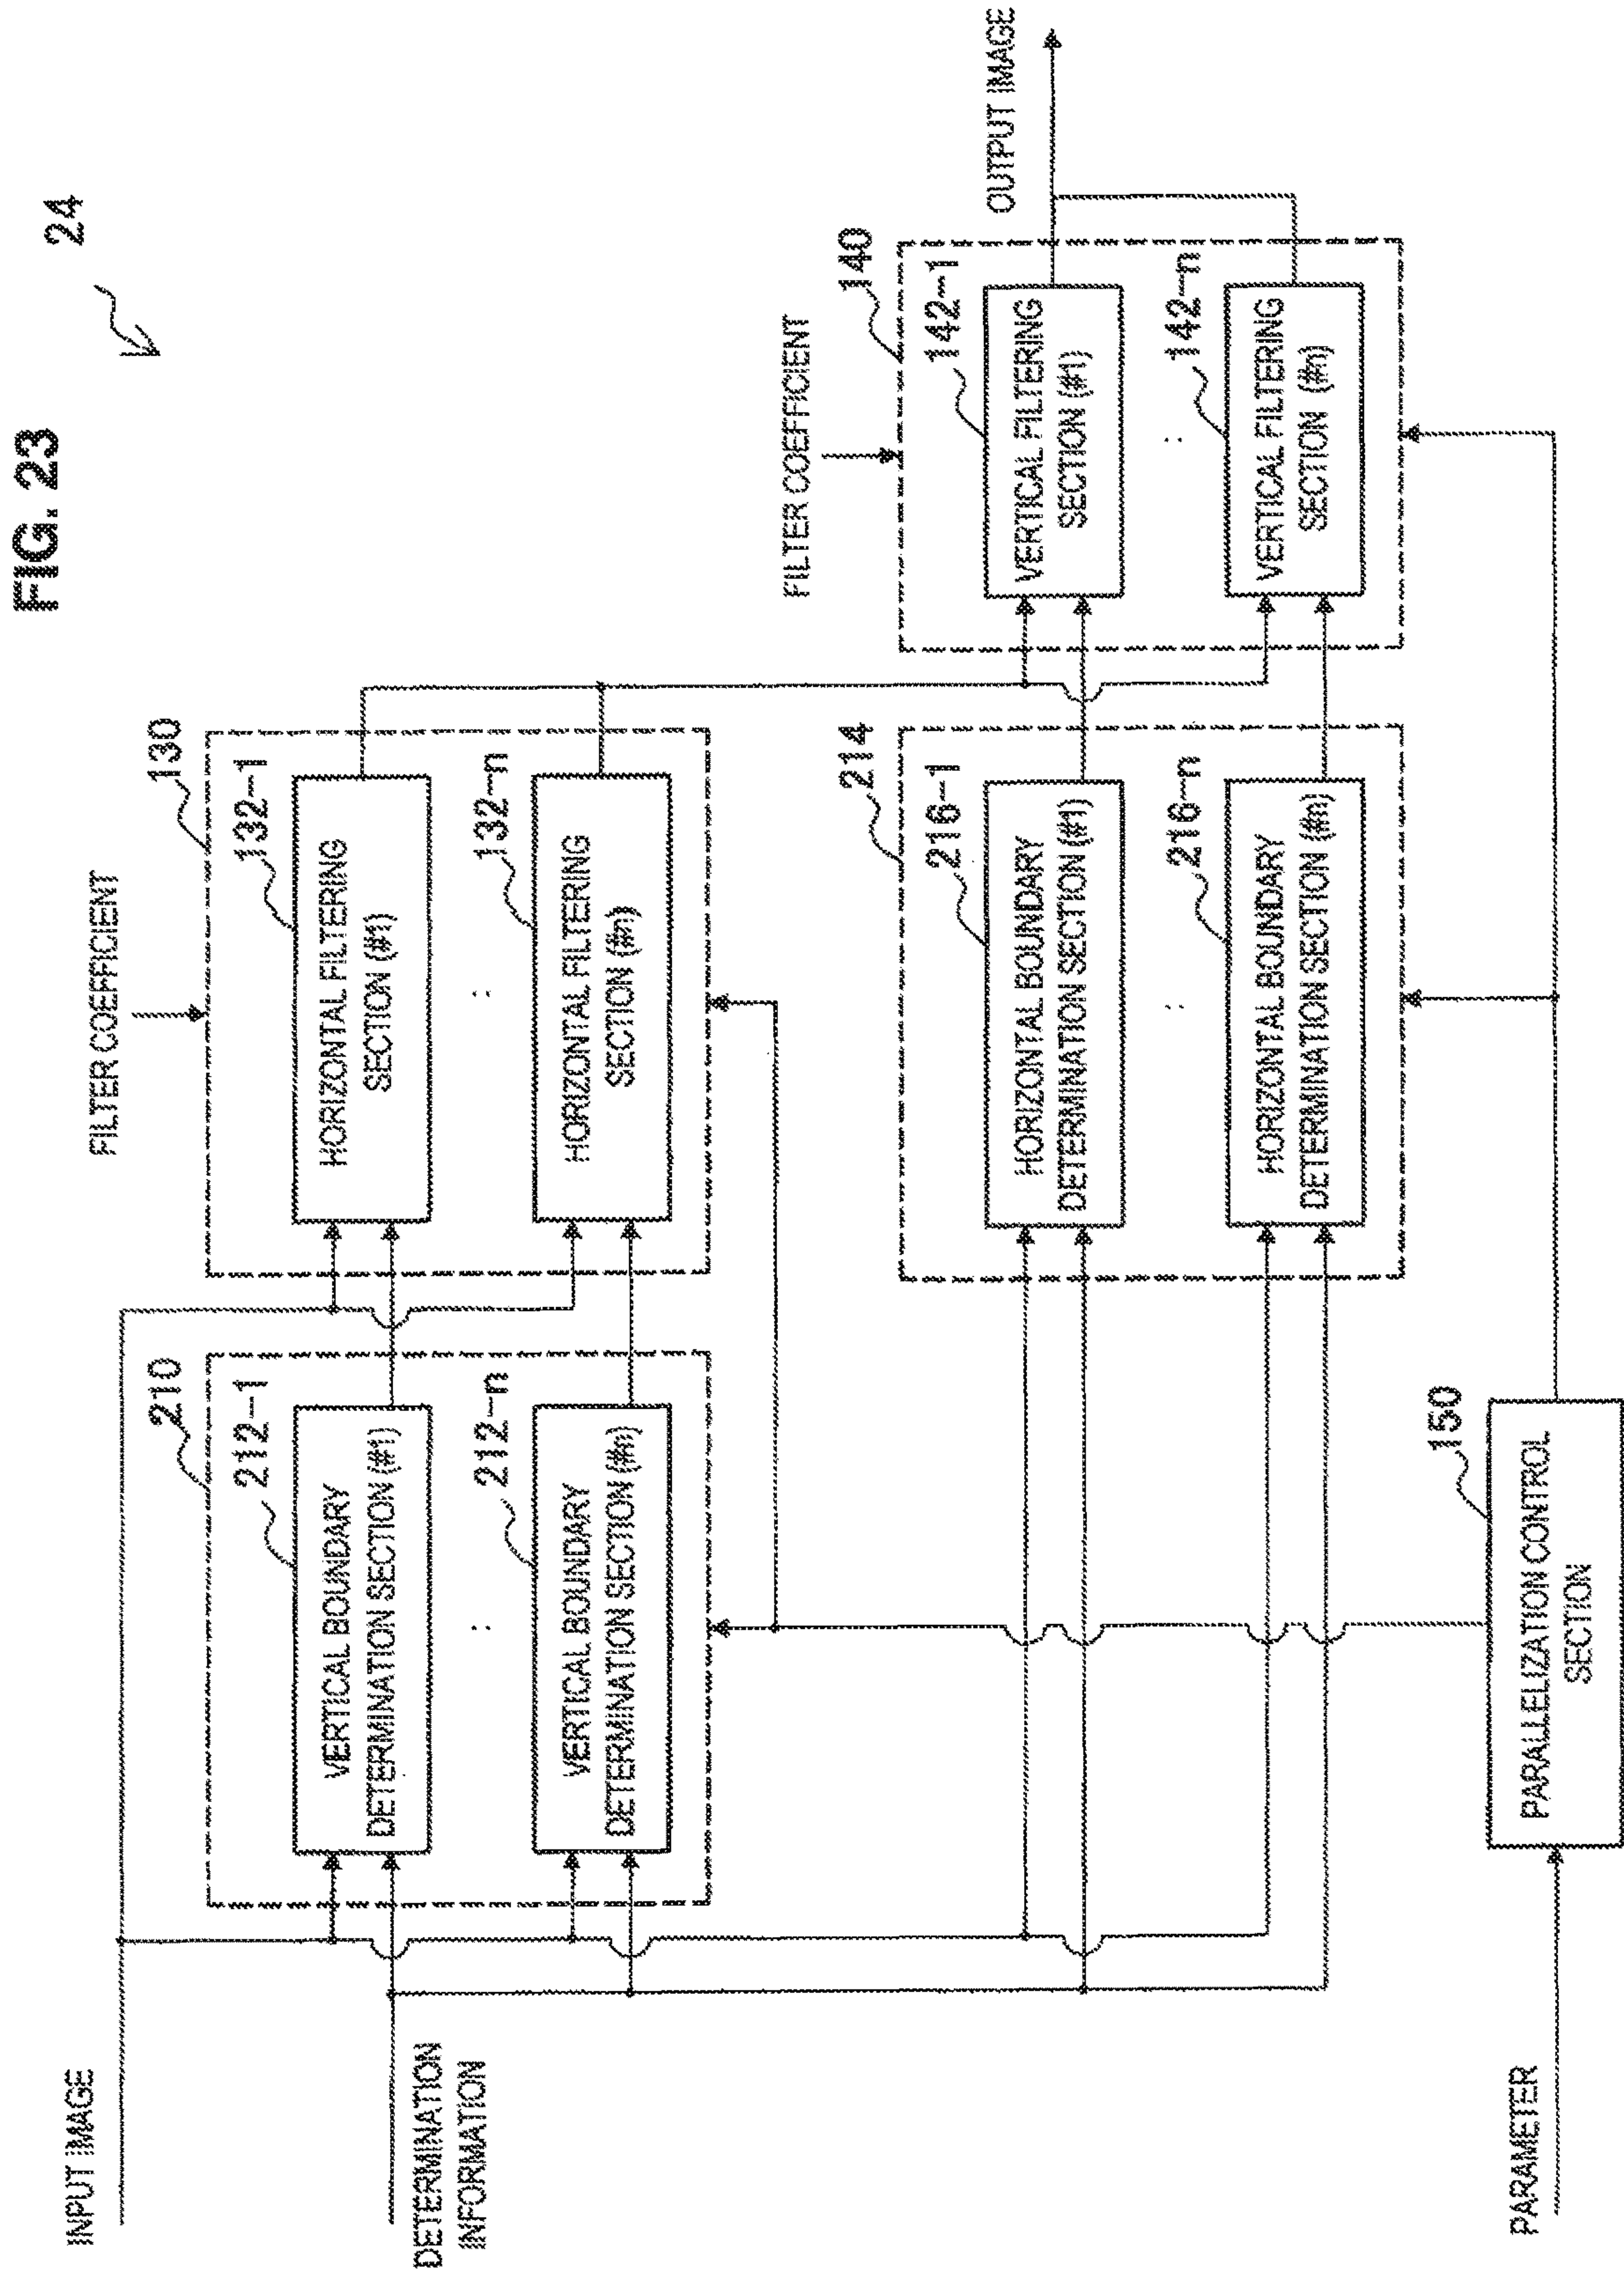 FIG. 23
24
INPUT IMAGE
DETERMINATION
INFORMATION
210
212-1
VERTICAL BOUNDARY
DETERMINATION SECTION (#1)
212-n
VERTICAL BOUNDARY
DETERMINATION SECTION (#n)
FILTER COEFFICIENT
130
132-1
HORIZONTAL FILTERING
SECTION (#1)
132-n
HORIZONTAL FILTERING
SECTION (#n)
214
216-1
HORIZONTAL BOUNDARY
DETERMINATION SECTION (#1)
216-n
HORIZONTAL BOUNDARY
DETERMINATION SECTION (#n)
FILTER COEFFICIENT
140
142-1
VERTICAL FILTERING
SECTION (#1)
142-n
VERTICAL FILTERING
SECTION (#n)
OUTPUT IMAGE
PARAMETER
150
PARALLELIZATION CONTROL
SECTION